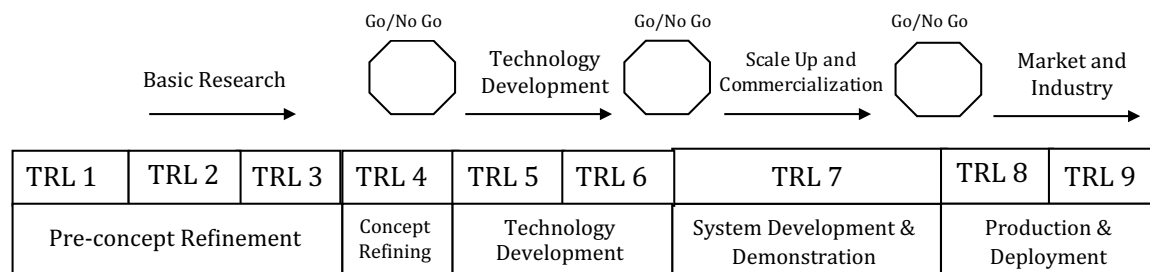 Go/No Go
Go/No Go
Go/No Go
Basic Research
Technology
Development
Scale Up and
Commercialization
Market and
Industry
TRL 1
TRL 2
TRL 3
TRL 4
TRL 5
TRL 6
TRL 7
TRL 8
TRL 9
Pre-concept Refinement
Concept
Refining
Technology
Development
System Development &
Demonstration
Production &
Deployment